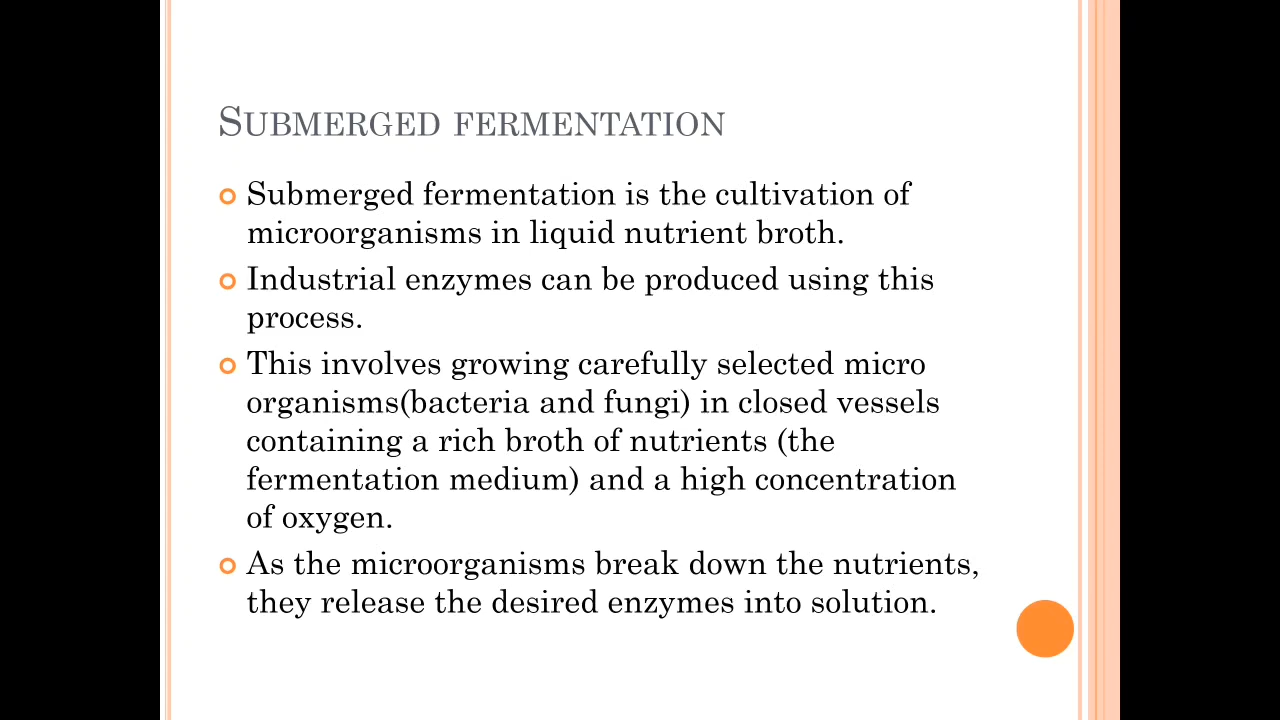 SUBMERGED FERMENTATION
Submerged fermentation is the cultivation of
microorganisms in liquid nutrient broth.
Industrial enzymes can be produced using this
process.
This involves growing carefully selected micro
organisms(bacteria and fungi) in closed vessels
containing a rich broth of nutrients (the
fermentation medium) and a high concentration
of oxygen.
As the microorganisms break down the nutrients,
they release the desired enzymes into solution.